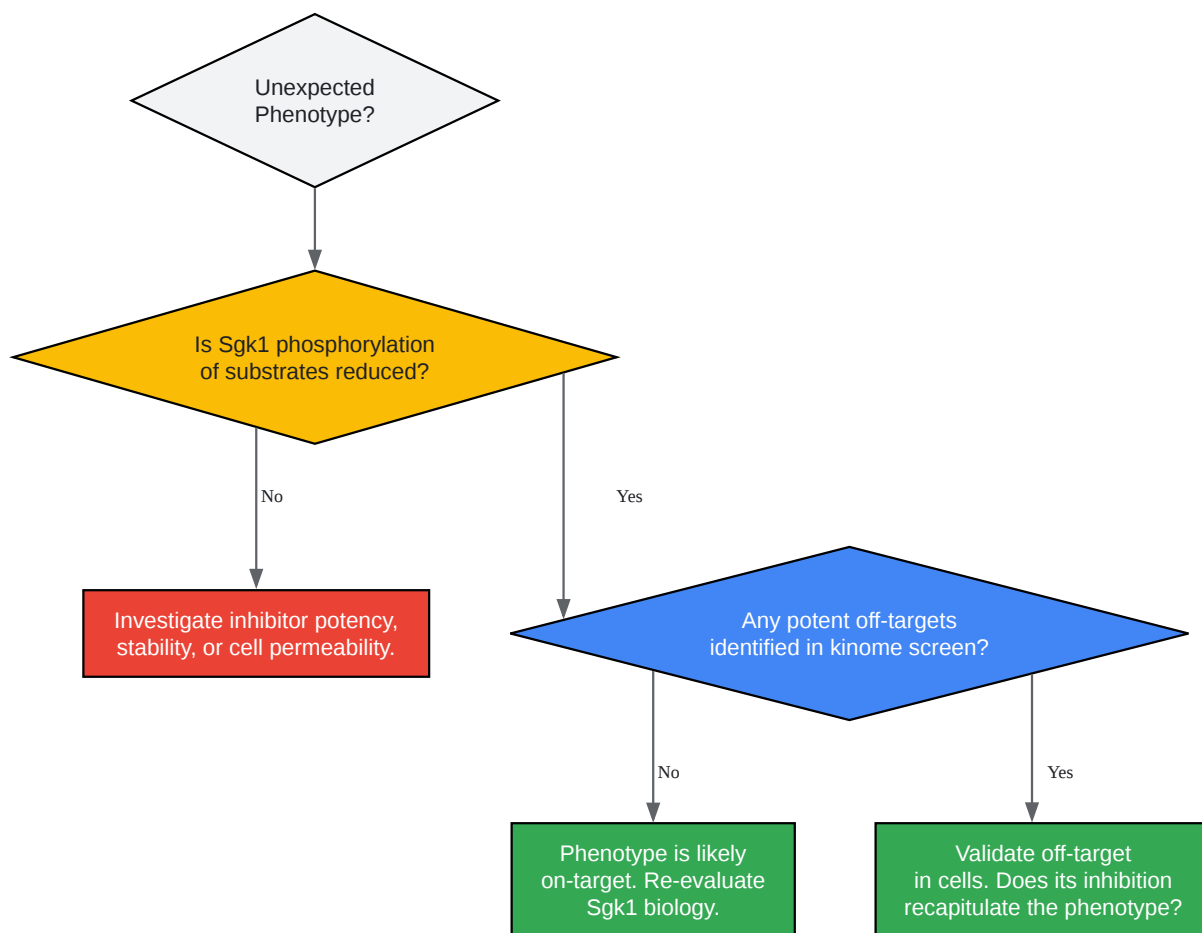 Unexpected
Phenotype?
Is Sgk1 phosphorylation
of substrates reduced?
No
Yes
Investigate inhibitor potency,
stability, or cell permeability.
Any potent off-targets
identified in kinome screen?
No
Yes
Phenotype is likely
on-target. Re-evaluate
Sgk1 biology.
Validate off-target
in cells. Does its inhibition
recapitulate the phenotype?